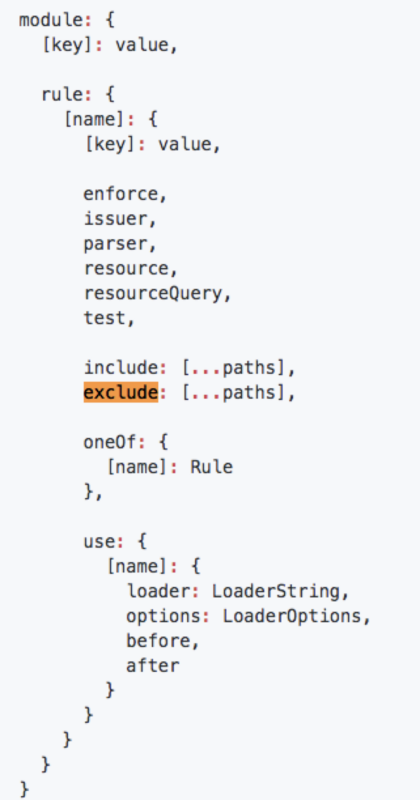 module: {
  [key]: value,

  rule: {
    [name]: {
      [key]: value,

      enforce,
      issuer,
      parser,
      resource,
      resourceQuery,
      test,

      include: [...paths],
      exclude: [...paths],

      oneOf: {
        [name]: Rule
      },

      use: {
        [name]: {
          loader: LoaderString,
          options: LoaderOptions,
          before,
          after
        }
      }
    }
  }
}